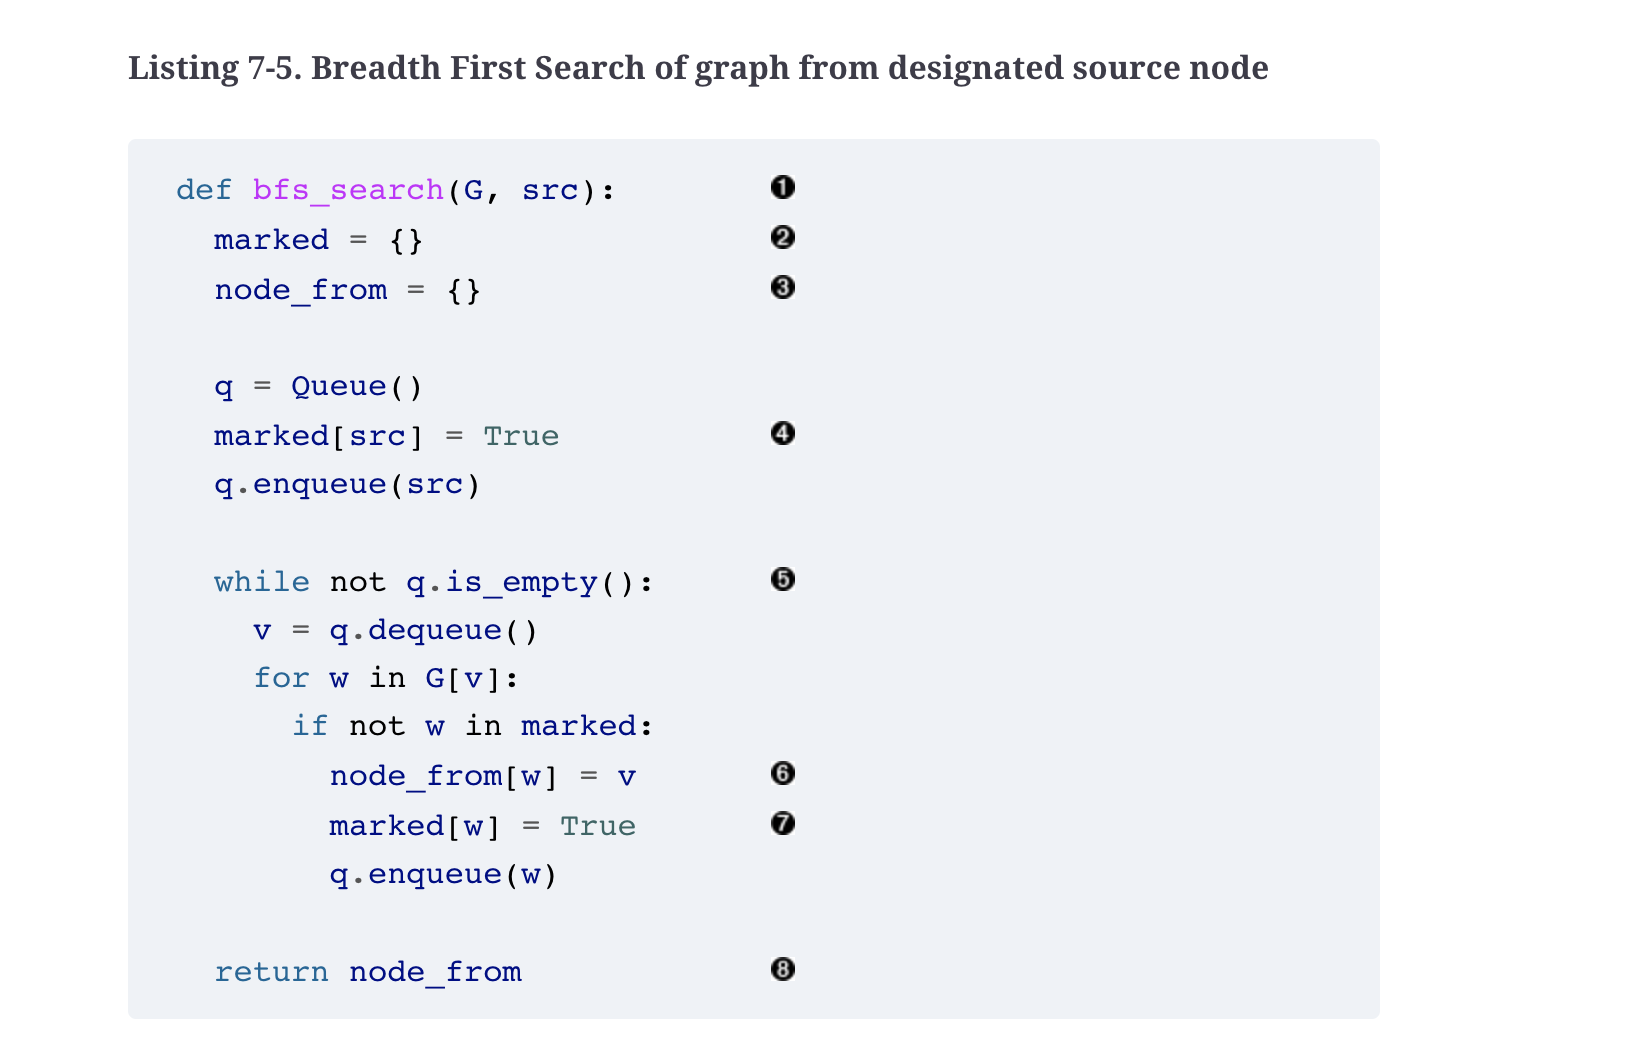 Listing 7-5. Breadth First Search of graph from designated source node
def bfs_search(G, src): ❶
  marked = {} ❷
  node_from = {} ❸
  q = Queue()
  marked[src] = True ❹
  q.enqueue(src)
  while not q.is_empty(): ❺
    v = q.dequeue()
    for w in G[v]:
      if not w in marked:
        node_from[w] = v ❻
        marked[w] = True ❼
        q.enqueue(w)
  return node_from ❽